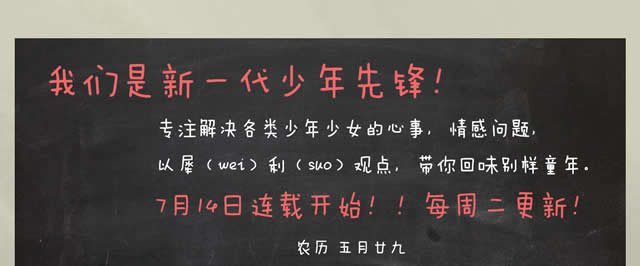 我们是新一代少年先锋！
专注解决各类少年少女的心事，情感问题，
以犀（wei）利（suo）观点，带你回味别样童年。
7月14日连载开始！！每周二更新！
农历 五月廿九